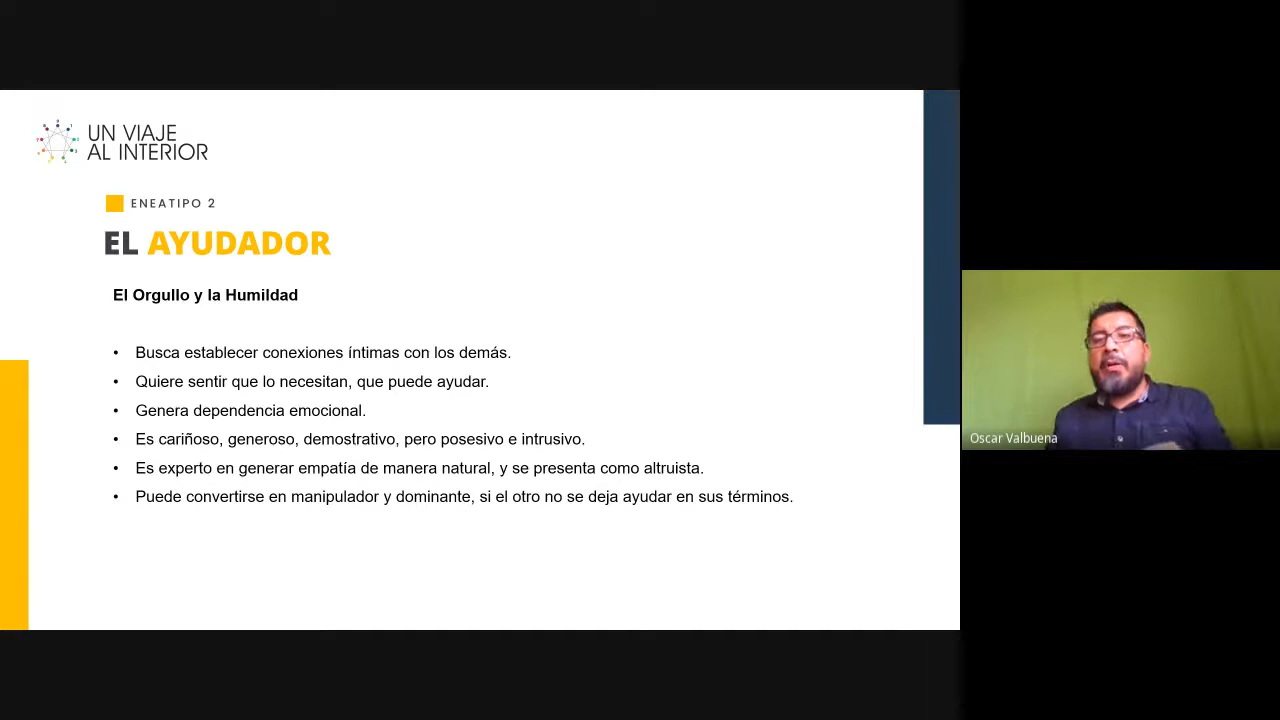 UN VIAJE
AL INTERIOR
ENEATIPO 2
EL AYUDADOR
El Orgullo y la Humildad
• Busca establecer conexiones íntimas con los demás.
• Quiere sentir que lo necesitan, que puede ayudar.
• Genera dependencia emocional.
• Es cariñoso, generoso, demostrativo, pero posesivo e intrusivo.
• Es experto en generar empatía de manera natural, y se presenta como altruista.
• Puede convertirse en manipulador y dominante, si el otro no se deja ayudar en sus términos.
Oscar Valbuena